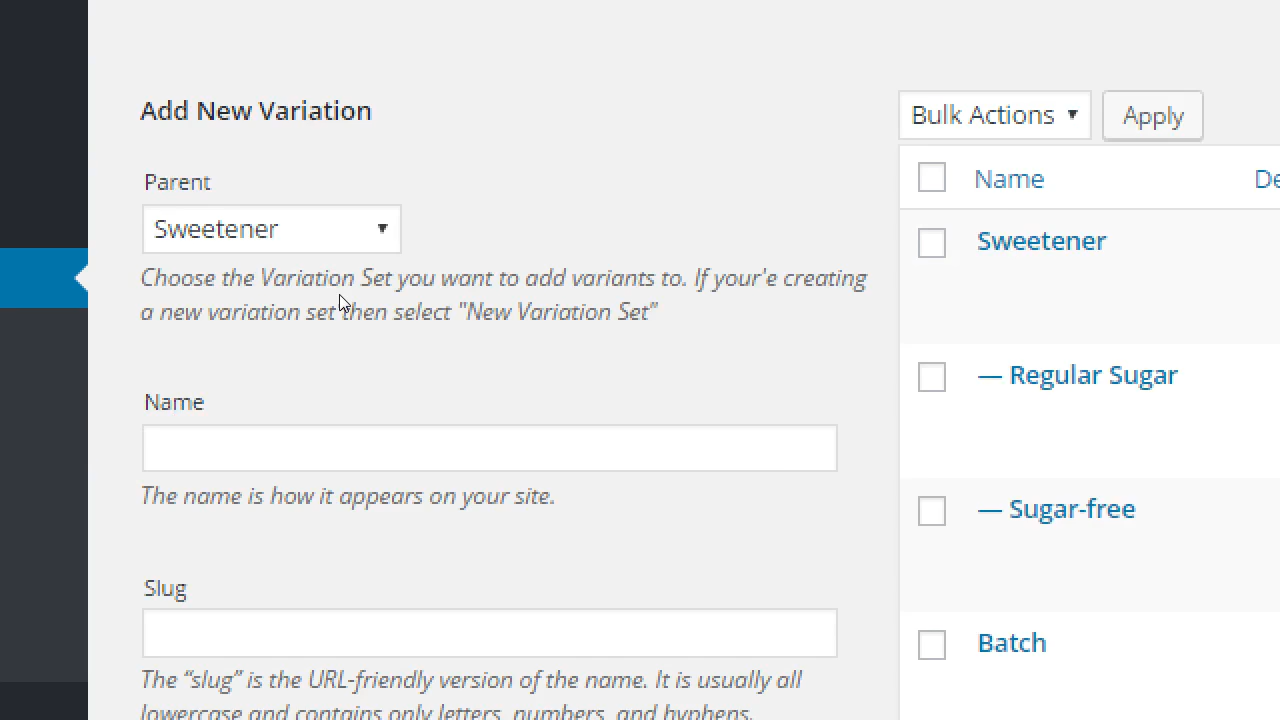 Add New Variation
Parent
Sweetener
Choose the Variation Set you want to add variants to. If your'e creating
a new variation set then select "New Variation Set"
Name
The name is how it appears on your site.
Slug
The “slug” is the URL-friendly version of the name. It is usually all
lowercase and contains only letters, numbers, and hyphens.
Bulk Actions Apply
Name
Sweetener
— Regular Sugar
— Sugar-free
Batch